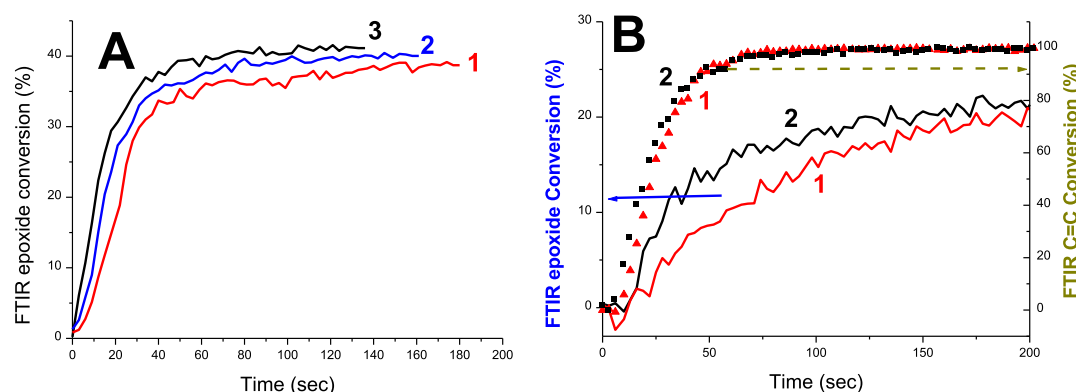 A
3
2
1
FTIR epoxide conversion (%)
40
30
20
10
0
0 20 40 60 80 100 120 140 160 180 200
Time (sec)
B
2
1
2
1
FTIR epoxide Conversion (%)
30
20
10
0
0 50 100 150 200
Time (sec)
100
80
60
40
20
0
FTIR C=C Conversion (%)